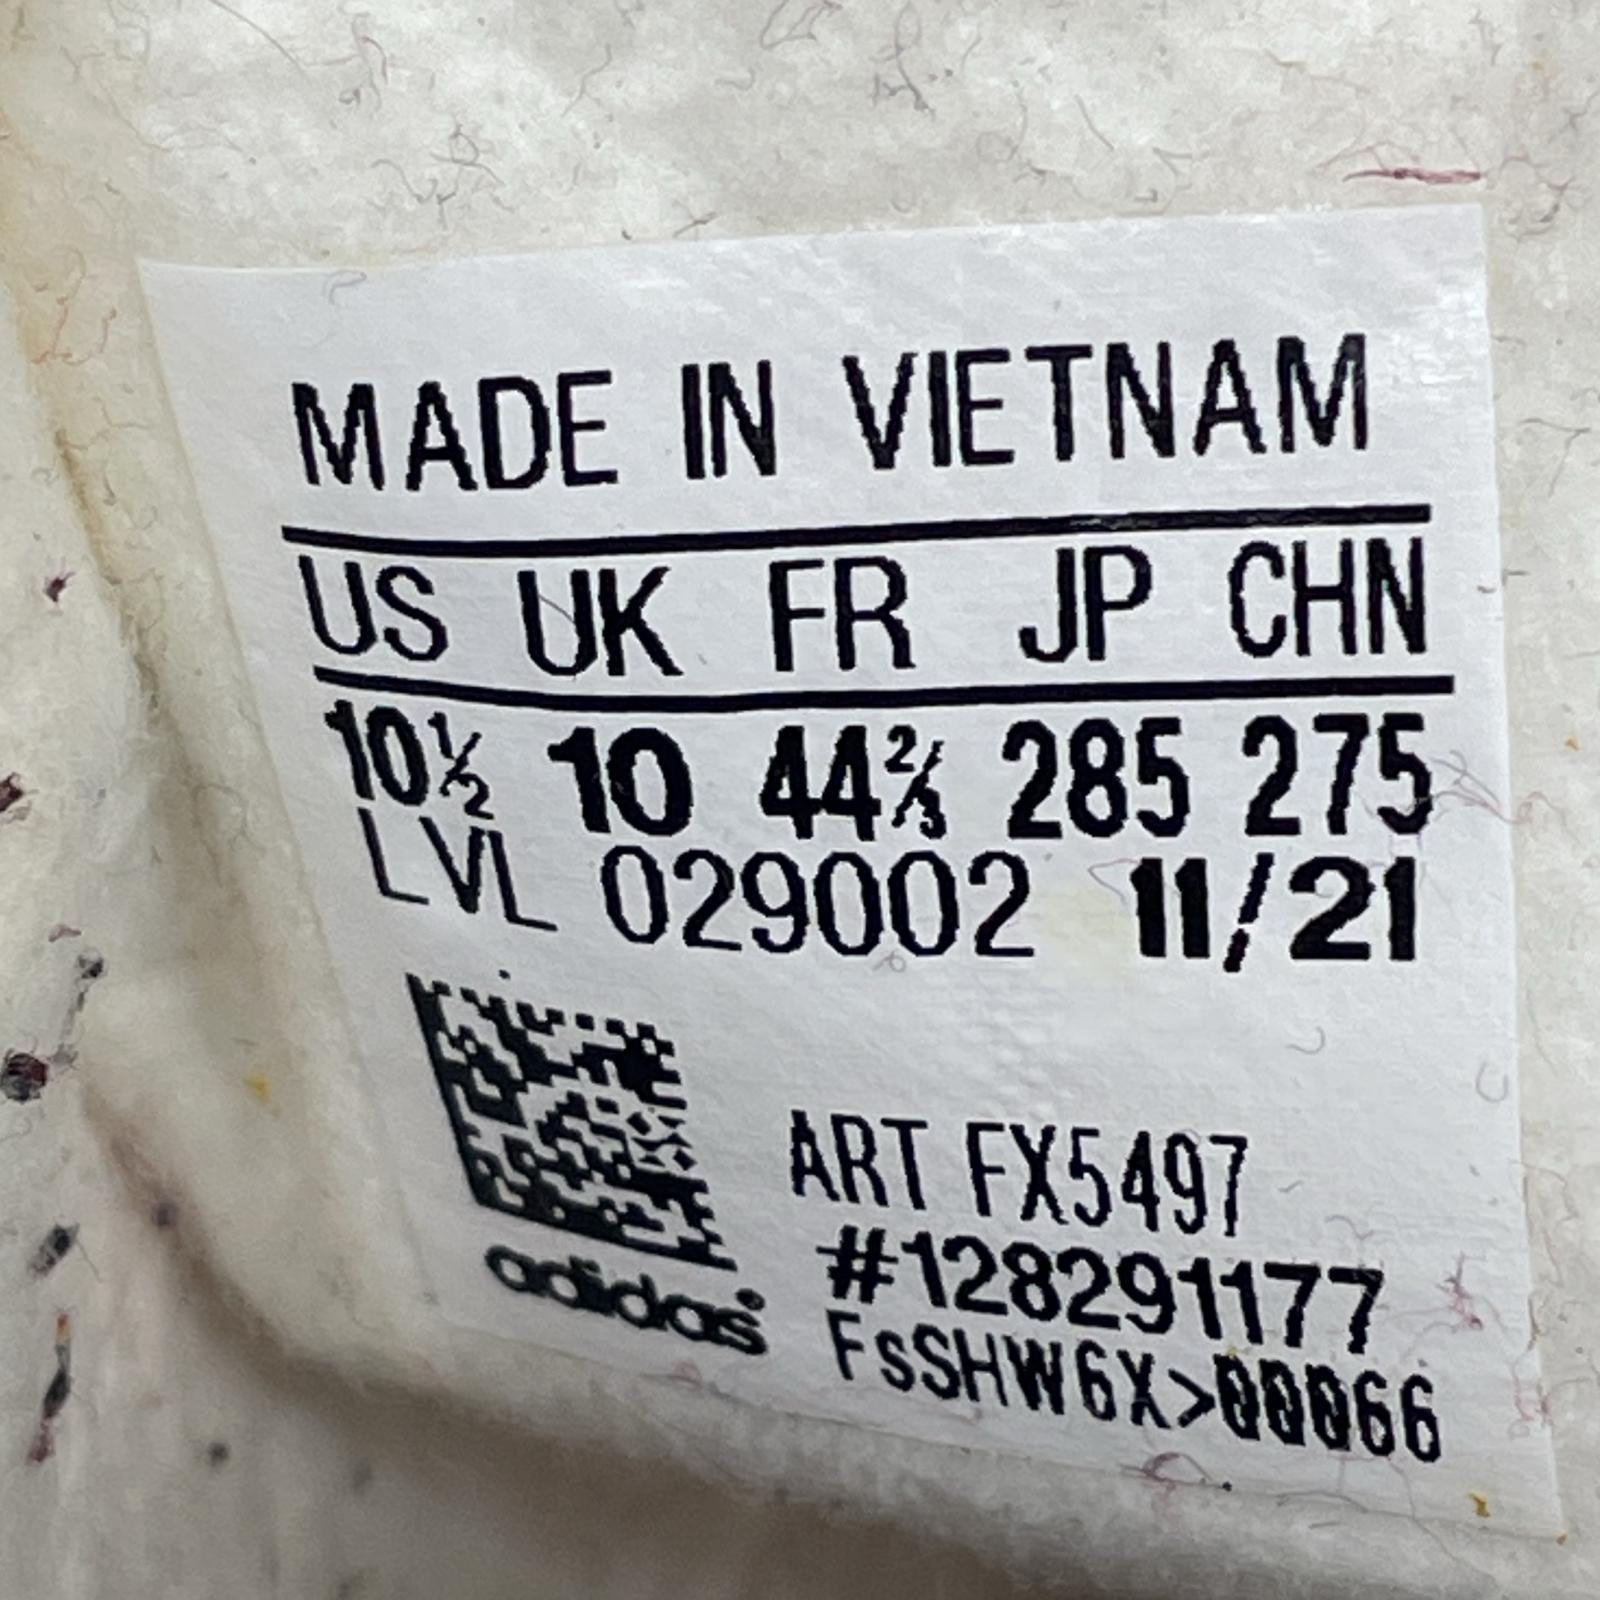 MADE IN VIETNAM
US UK FR JP CHN
10½ 10 44⅔ 285 275
LVL 029002 11/21
ART FX5497
#128291177
adidas
FsSHW6X>00066